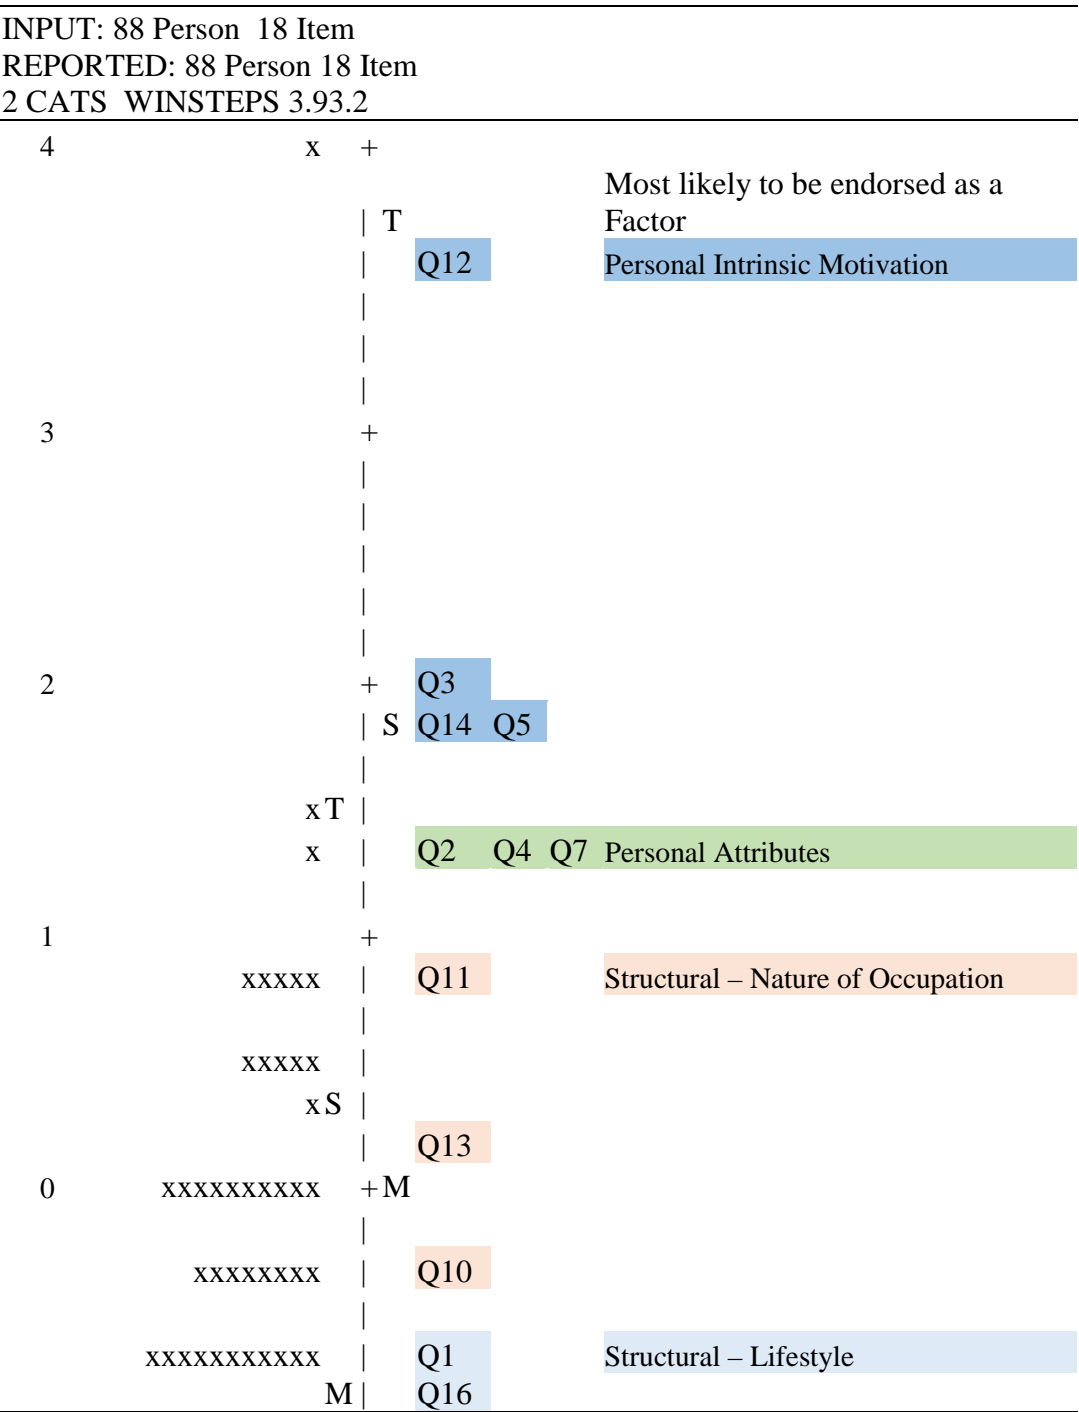 INPUT: 88 Person  18 Item
REPORTED: 88 Person 18 Item
2 CATS  WINSTEPS 3.93.2
4 x +
Most likely to be endorsed as a
| T Factor
| Q12 Personal Intrinsic Motivation
|
|
|
3 +
|
|
|
|
|
2 + Q3
| S Q14 Q5
|
xT |
x | Q2 Q4 Q7 Personal Attributes
|
1 +
xxxxx | Q11 Structural – Nature of Occupation
|
xxxxx |
xS |
| Q13
0 xxxxxxxxxx +M
|
xxxxxxxx | Q10
|
xxxxxxxxxxx | Q1 Structural – Lifestyle
M| Q16